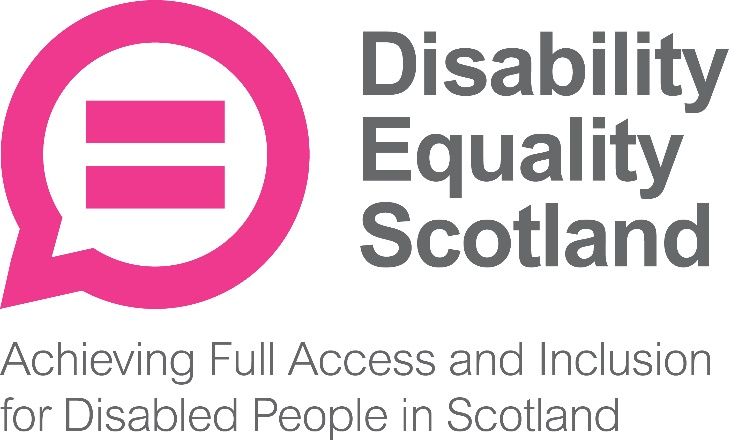 Disability
Equality
Scotland
Achieving Full Access and Inclusion
for Disabled People in Scotland